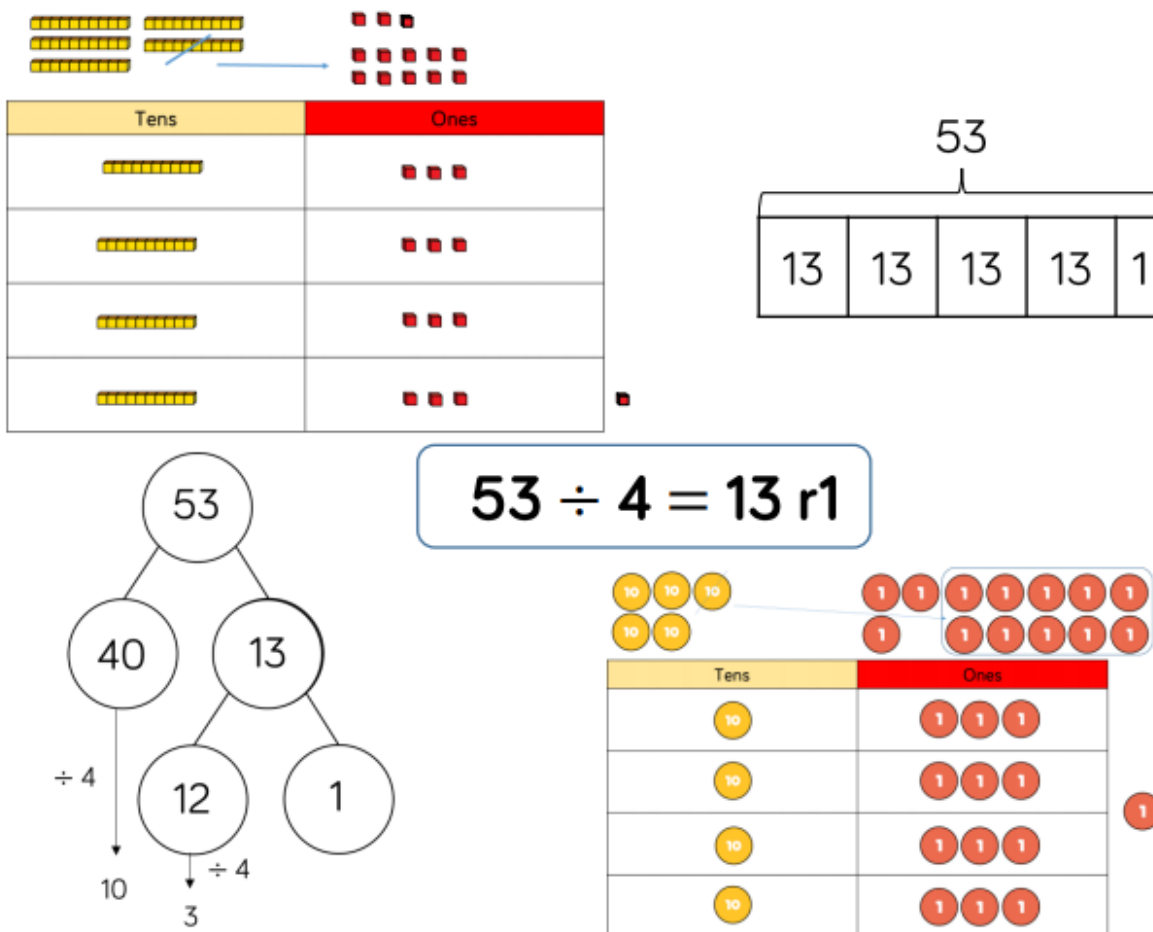 Tens Ones
53
13 13 13 13 1
53 ÷ 4 = 13 r1
53
40 13
÷ 4
12 1
÷ 4
10
3
10 10 10 1 1 1 1 1 1 1
10 10 1 1 1 1 1 1
Tens Ones
10 1 1 1
10 1 1 1
1
10 1 1 1
10 1 1 1